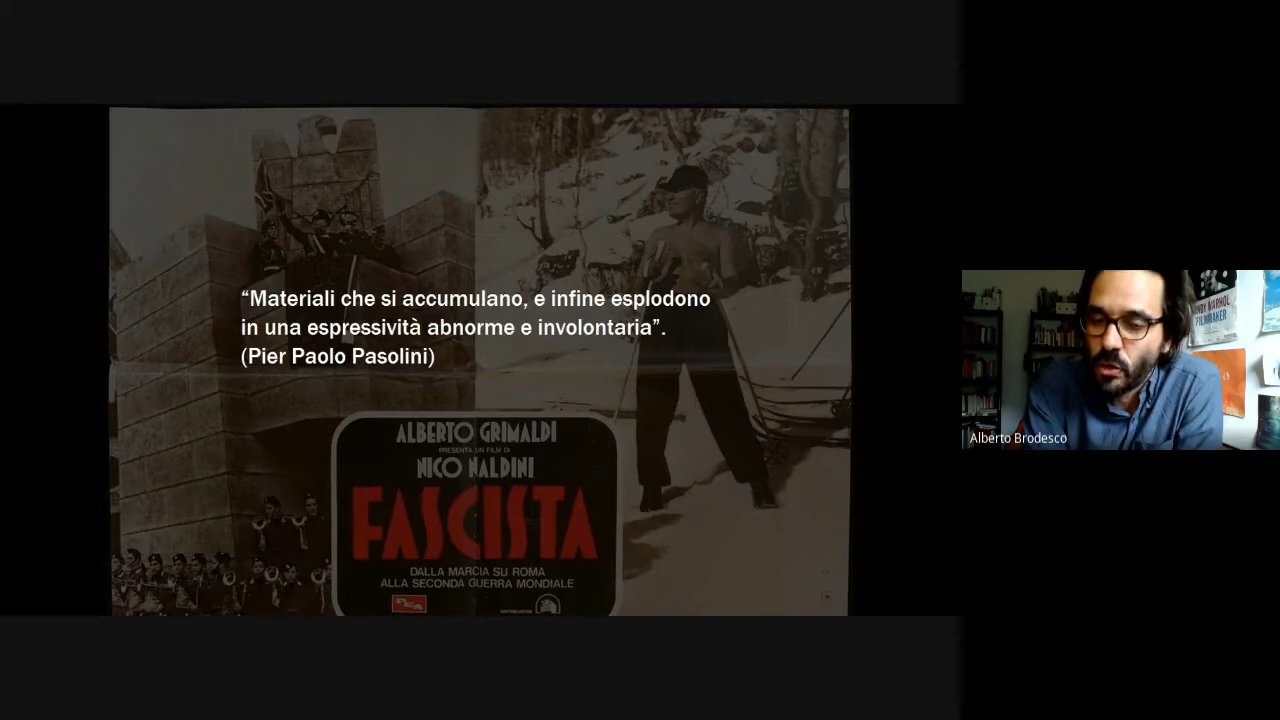 “Materiali che si accumulano, e infine esplodono
in una espressività abnorme e involontaria”.
(Pier Paolo Pasolini)
ALBERTO GRIMALDI
PRESENTA UN FILM DI
NICO NALDINI
FASCISTA
DALLA MARCIA SU ROMA
ALLA SECONDA GUERRA MONDIALE
ANDY WARHOL
FILMMAKER
Alberto Brodesco